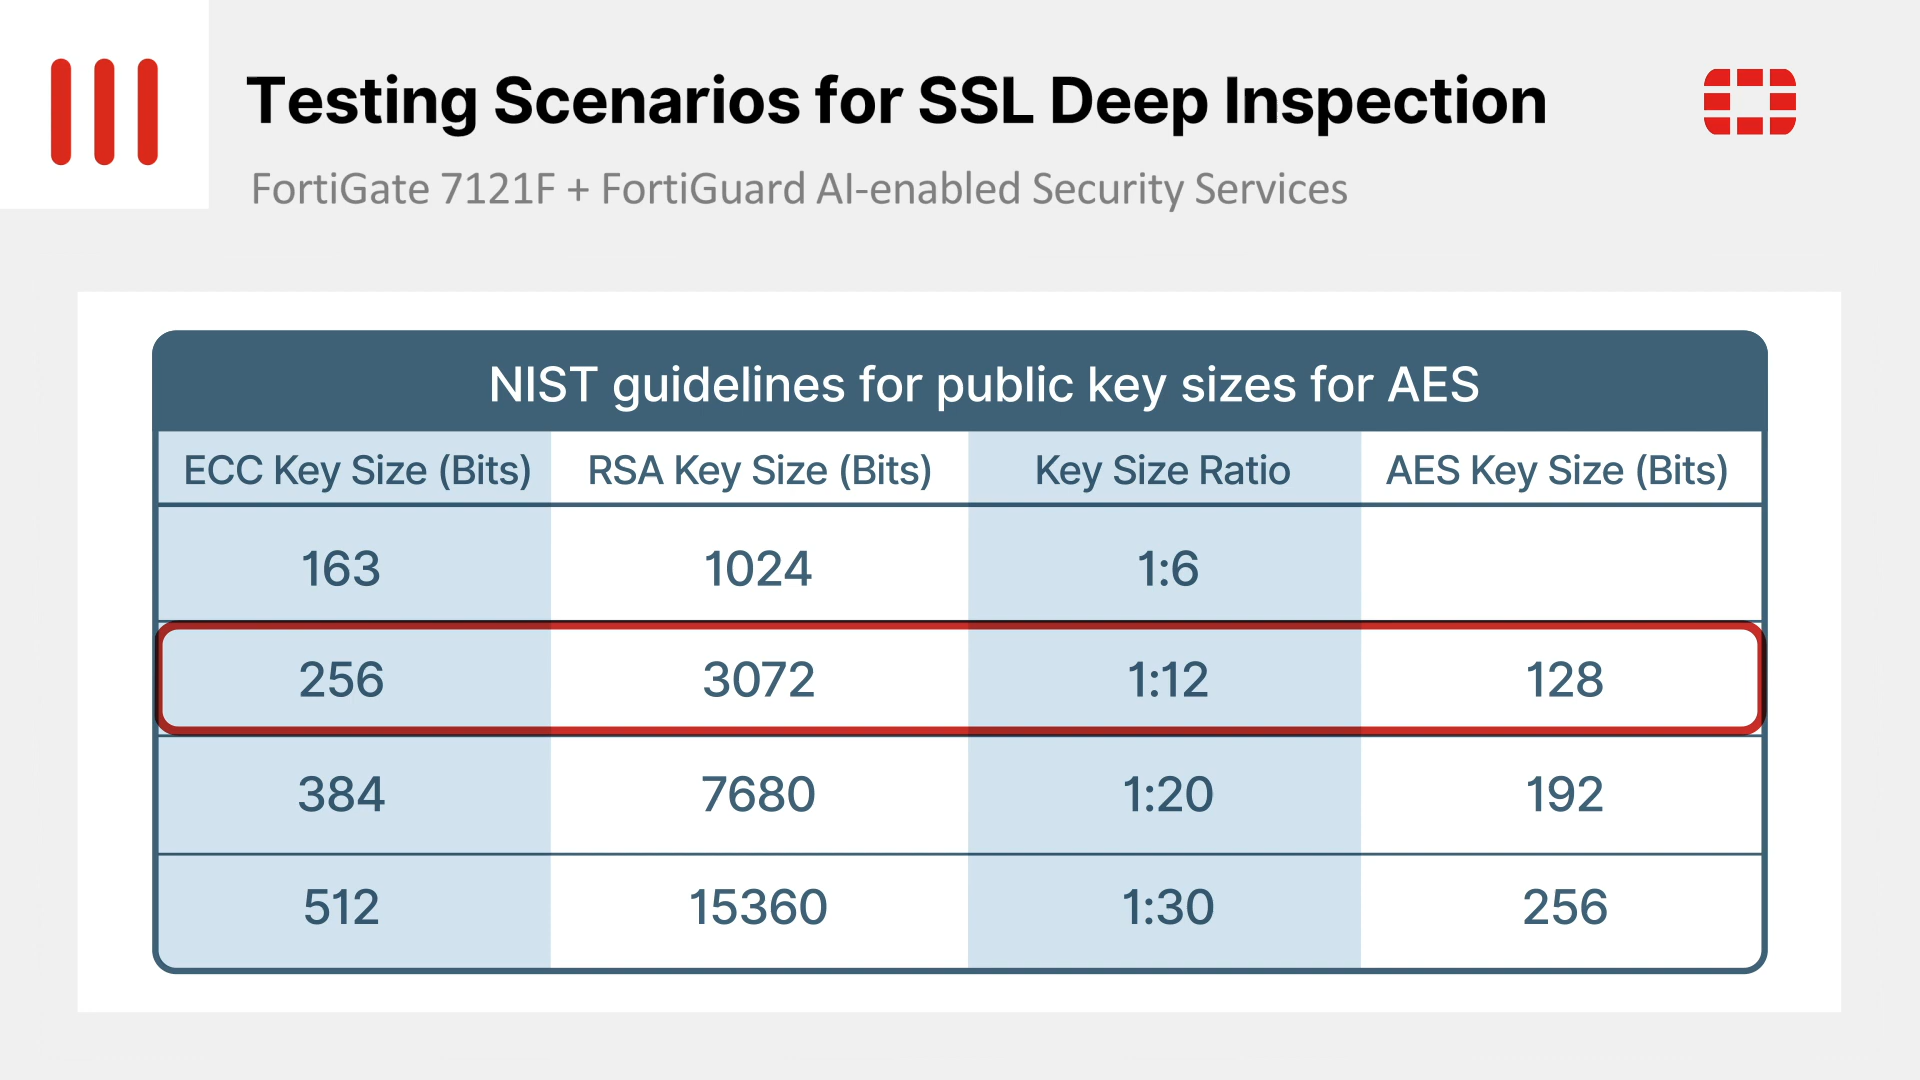 Testing Scenarios for SSL Deep Inspection
FortiGate 7121F + FortiGuard AI-enabled Security Services
NIST guidelines for public key sizes for AES
ECC Key Size (Bits) RSA Key Size (Bits) Key Size Ratio AES Key Size (Bits)
163 1024 1:6
256 3072 1:12 128
384 7680 1:20 192
512 15360 1:30 256